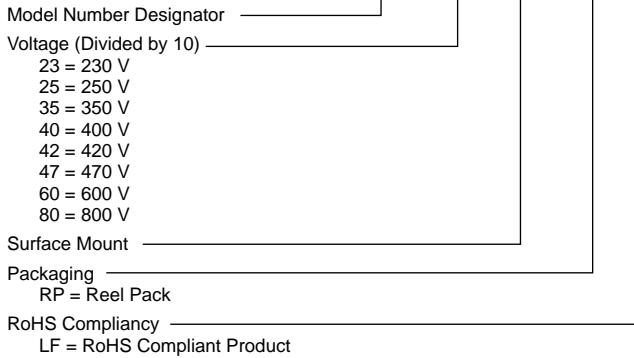 Model Number Designator
Voltage (Divided by 10)
23 = 230 V
25 = 250 V
35 = 350 V
40 = 400 V
42 = 420 V
47 = 470 V
60 = 600 V
80 = 800 V
Surface Mount
Packaging
RP = Reel Pack
RoHS Compliancy
LF = RoHS Compliant Product